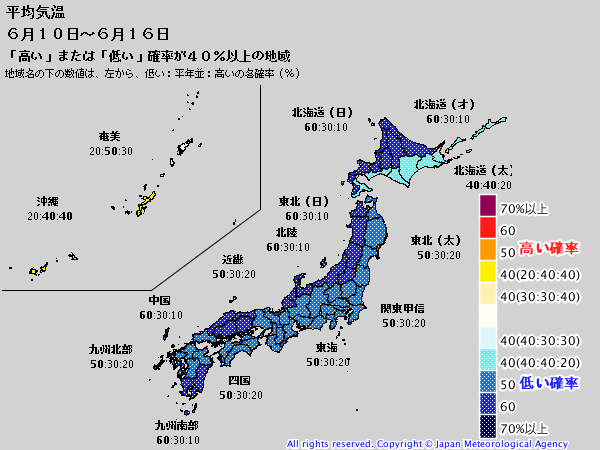 平均気温
６月１０日～６月１６日
「高い」または「低い」確率が４０％以上の地域
地域名の下の数値は、左から、低い：平年並：高いの各確率（％）
北海道（日）
60:30:10
北海道（オ）
60:30:10
奄美
20:50:30
北海道（太）
40:40:20
沖縄
20:40:40
東北（日）
60:30:10
北陸
60:30:10
東北（太）
50:30:20
近畿
50:30:20
中国
60:30:10
関東甲信
50:30:20
九州北部
50:30:20
東海
50:30:20
四国
50:30:20
九州南部
60:30:10
70%以上
60
50
高い確率
40(20:40:40)
40(30:30:40)
40(40:30:30)
40(40:40:20)
50
低い確率
60
70%以上
All rights reserved. Copyright © Japan Meteorological Agency